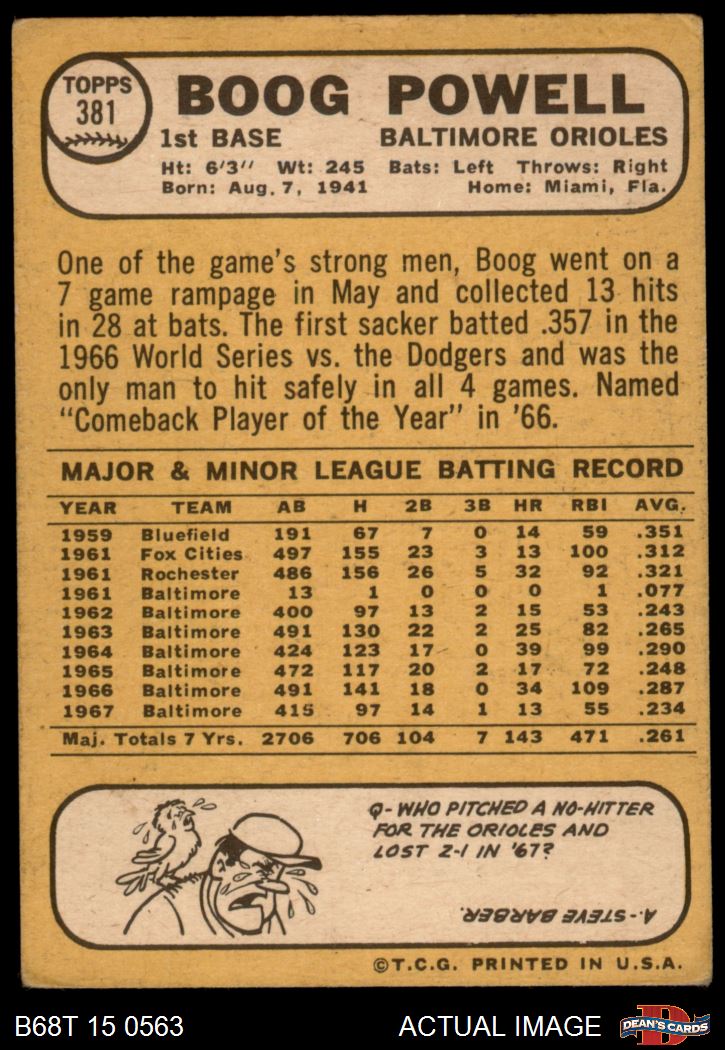 TOPPS
381
BOOG POWELL
1st BASE BALTIMORE ORIOLES
Ht: 6'3" Wt: 245 Bats: Left Throws: Right
Born: Aug. 7, 1941 Home: Miami, Fla.
One of the game's strong men, Boog went on a
7 game rampage in May and collected 13 hits
in 28 at bats. The first sacker batted .357 in the
1966 World Series vs. the Dodgers and was the
only man to hit safely in all 4 games. Named
"Comeback Player of the Year" in '66.
MAJOR & MINOR LEAGUE BATTING RECORD
YEAR TEAM AB H 2B 3B HR RBI AVG.
1959 Bluefield 191 67 7 0 14 59 .351
1961 Fox Cities 497 155 23 3 13 100 .312
1961 Rochester 486 156 26 5 32 92 .321
1961 Baltimore 13 1 0 0 0 1 .077
1962 Baltimore 400 97 13 2 15 53 .243
1963 Baltimore 491 130 22 2 25 82 .265
1964 Baltimore 424 123 17 0 39 99 .290
1965 Baltimore 472 117 20 2 17 72 .248
1966 Baltimore 491 141 18 0 34 109 .287
1967 Baltimore 415 97 14 1 13 55 .234
Maj. Totals 7 Yrs. 2706 706 104 7 143 471 .261
Q-WHO PITCHED A NO-HITTER
FOR THE ORIOLES AND
LOST 2-1 IN '67?
A-STEVE BARBER.
©T.C.G. PRINTED IN U.S.A.
B68T 15 0563 ACTUAL IMAGE D DEAN'S CARDS